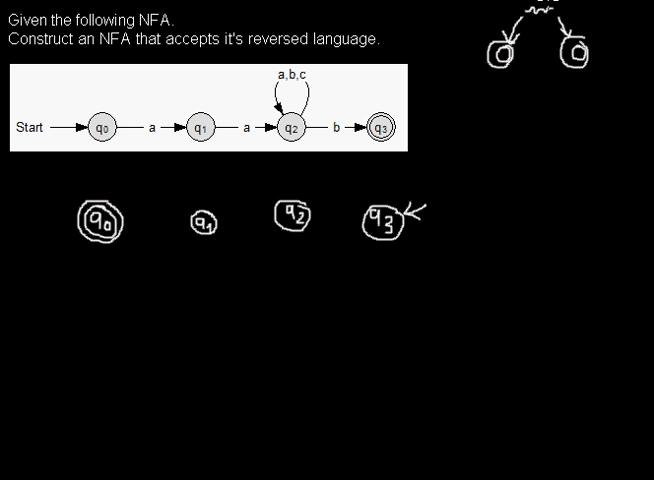 Given the following NFA.
Construct an NFA that accepts it's reversed language.
a,b,c
Start q0 a q1 a q2 b q3
q0 q1 q2 q3